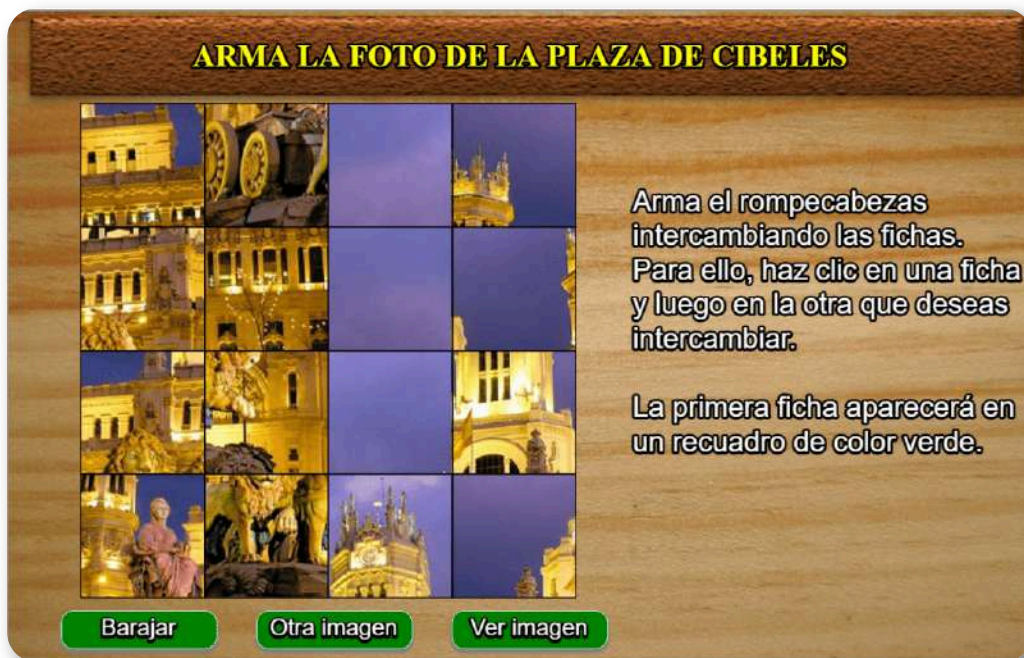 ARMA LA FOTO DE LA PLAZA DE CIBELES
Arma el rompecabezas
intercambiando las fichas.
Para ello, haz clic en una ficha
y luego en la otra que deseas
intercambiar.
La primera ficha aparecerá en
un recuadro de color verde.
Barajar
Otra imagen
Ver imagen